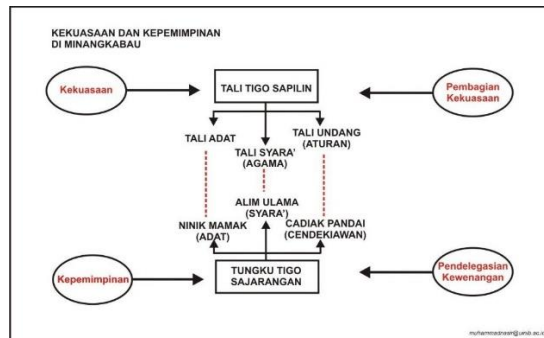 KEKUASAAN DAN KEPEMIMPINAN
DI MINANGKABAU
Kekuasaan
TALI TIGO SAPILIN
Pembagian
Kekuasaan
TALI ADAT
TALI SYARA'
(AGAMA)
TALI UNDANG
(ATURAN)
ALIM ULAMA
(SYARA')
NINIK MAMAK
(ADAT)
CADIAK PANDAI
(CENDEKIAWAN)
Kepemimpinan
TUNGKU TIGO
SAJARANGAN
Pendelegasian
Kewenangan